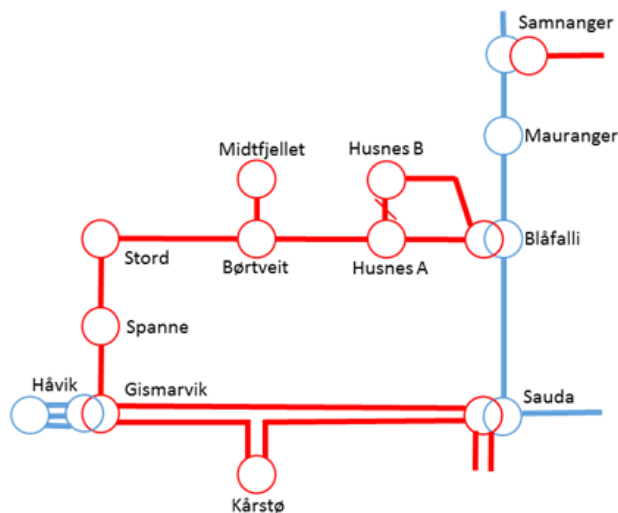 Samnanger
Mauranger
Midtfjellet
Husnes B
Stord
Børtveit
Husnes A
Blåfalli
Spanne
Håvik
Gismarvik
Sauda
Kårstø